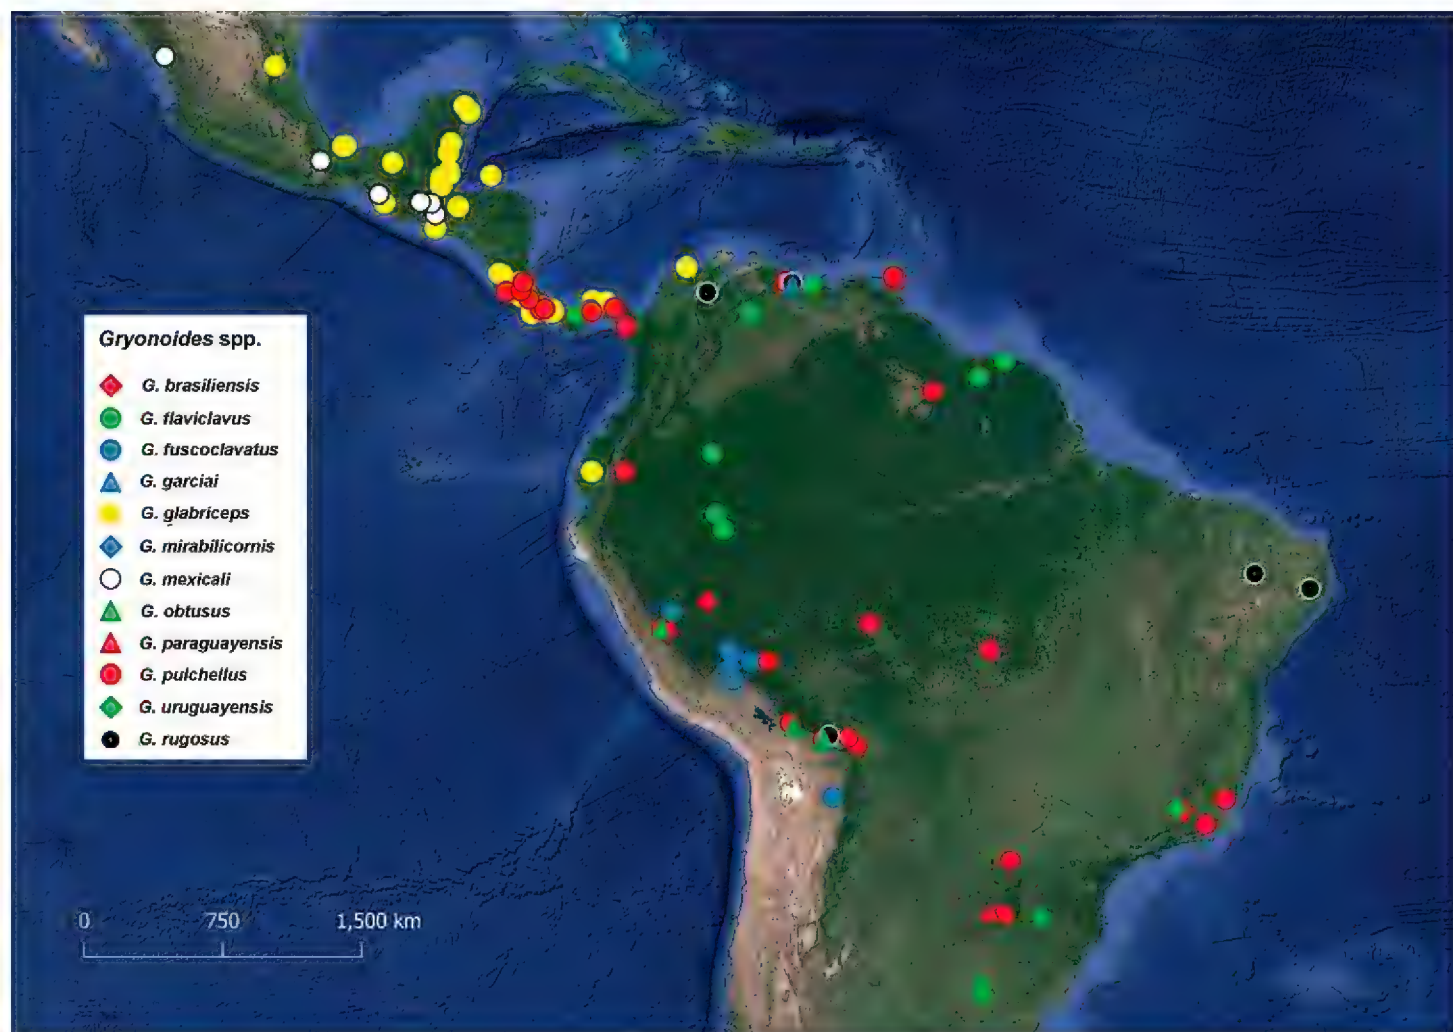 Gryonoides spp.
G. brasiliensis
G. flaviclavus
G. fuscoclavatus
G. garciai
G. glabriceps
G. mirabilicornis
G. mexicali
G. obtusus
G. paraguayensis
G. pulchellus
G. uruguayensis
G. rugosus
0 750 1,500 km